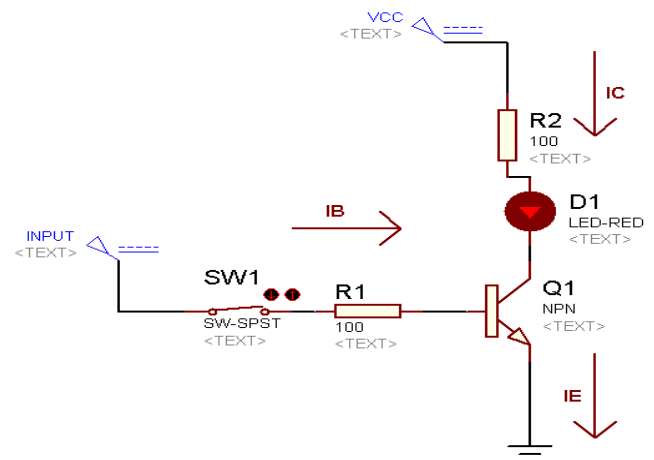 VCC
<TEXT>
IC
R2
100
<TEXT>
D1
LED-RED
<TEXT>
IB
INPUT
<TEXT>
SW1
SW-SPST
<TEXT>
R1
100
<TEXT>
Q1
NPN
<TEXT>
IE